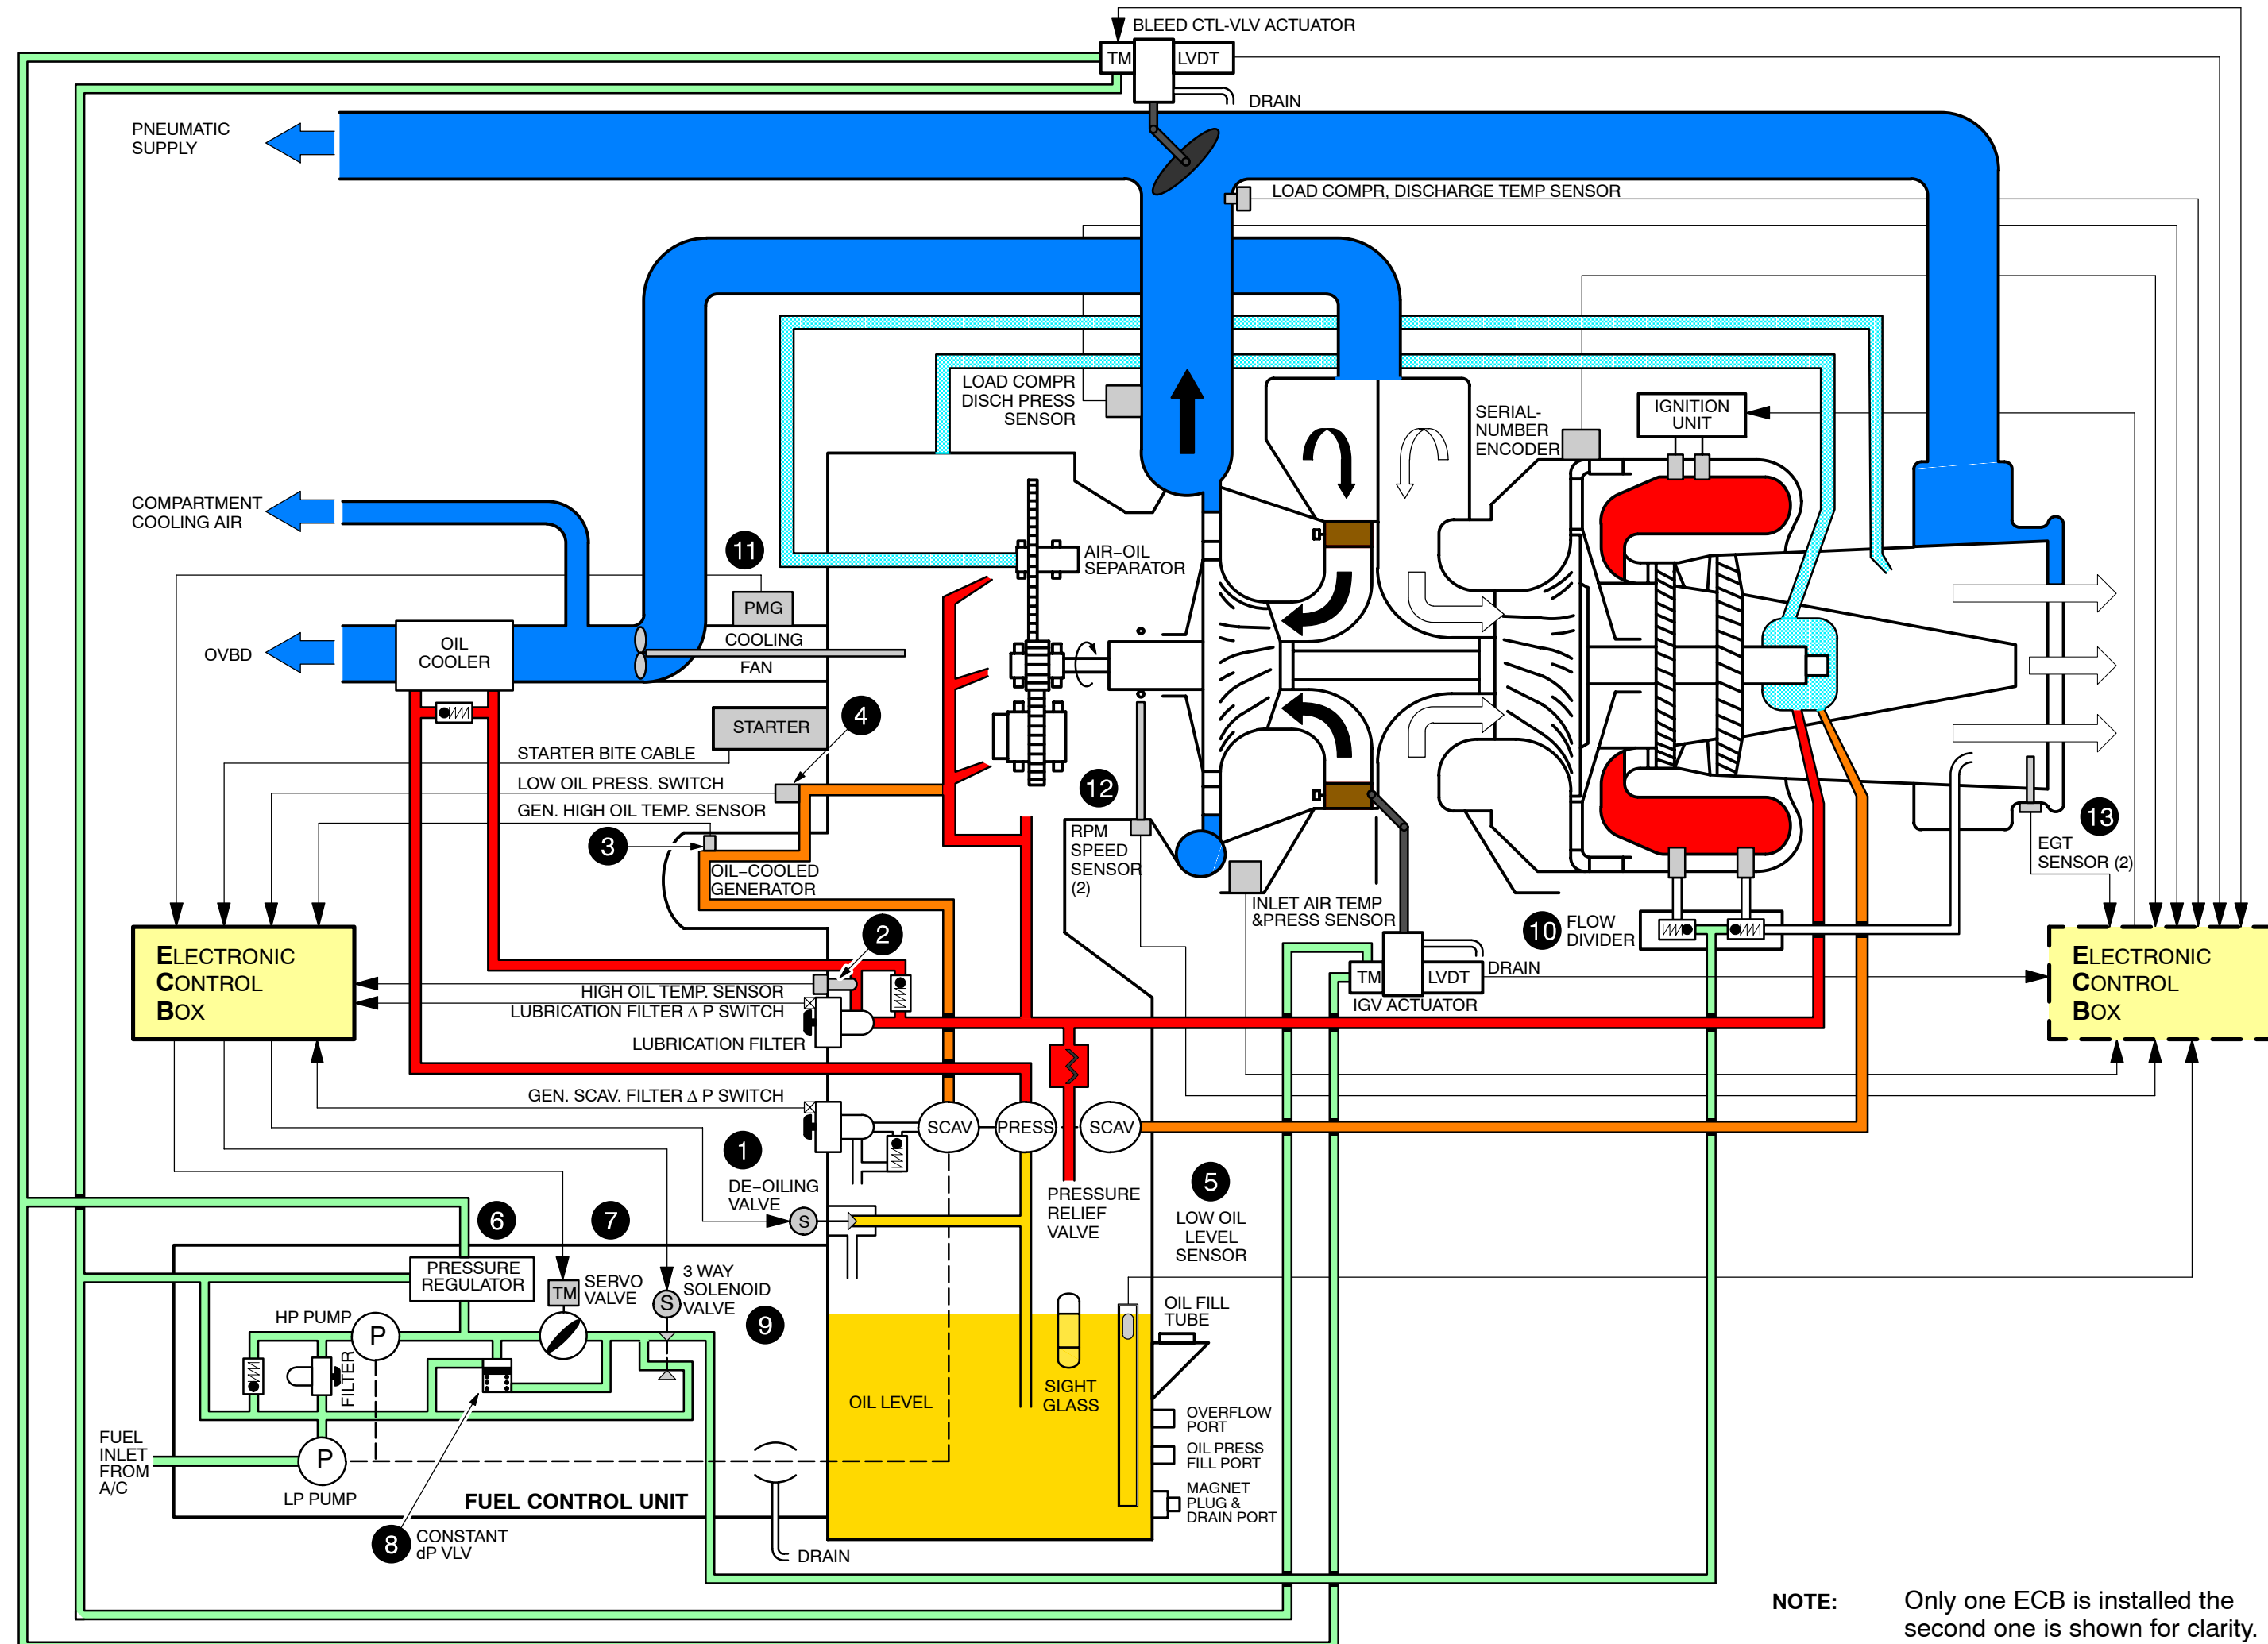 BLEED CTL-VLV ACTUATOR
TM
LVDT
DRAIN
PNEUMATIC
SUPPLY
LOAD COMPR, DISCHARGE TEMP SENSOR
LOAD COMPR
DISCH PRESS
SENSOR
SERIAL-
NUMBER
ENCODER
IGNITION
UNIT
COMPARTMENT
COOLING AIR
11
AIR–OIL
SEPARATOR
PMG
COOLING
FAN
OVBD
OIL
COOLER
4
STARTER
STARTER BITE CABLE
LOW OIL PRESS. SWITCH
GEN. HIGH OIL TEMP. SENSOR
3
OIL–COOLED
GENERATOR
12
RPM
SPEED
SENSOR
(2)
13
EGT
SENSOR (2)
INLET AIR TEMP
&PRESS SENSOR
10
FLOW
DIVIDER
2
ELECTRONIC
CONTROL
BOX
TM
LVDT
DRAIN
IGV ACTUATOR
ELECTRONIC
CONTROL
BOX
HIGH OIL TEMP. SENSOR
LUBRICATION FILTER Δ P SWITCH
LUBRICATION FILTER
GEN. SCAV. FILTER Δ P SWITCH
SCAV
PRESS
SCAV
1
DE–OILING
VALVE
S
PRESSURE
RELIEF
VALVE
5
LOW OIL
LEVEL
SENSOR
6
7
PRESSURE
REGULATOR
TM
SERVO
VALVE
S
3 WAY
SOLENOID
VALVE
9
HP PUMP
P
FILTER
OIL FILL
TUBE
OIL LEVEL
SIGHT
GLASS
OVERFLOW
PORT
OIL PRESS
FILL PORT
MAGNET
PLUG &
DRAIN PORT
FUEL
INLET
FROM
A/C
P
LP PUMP
FUEL CONTROL UNIT
8
CONSTANT
dP VLV
DRAIN
NOTE: Only one ECB is installed the
second one is shown for clarity.